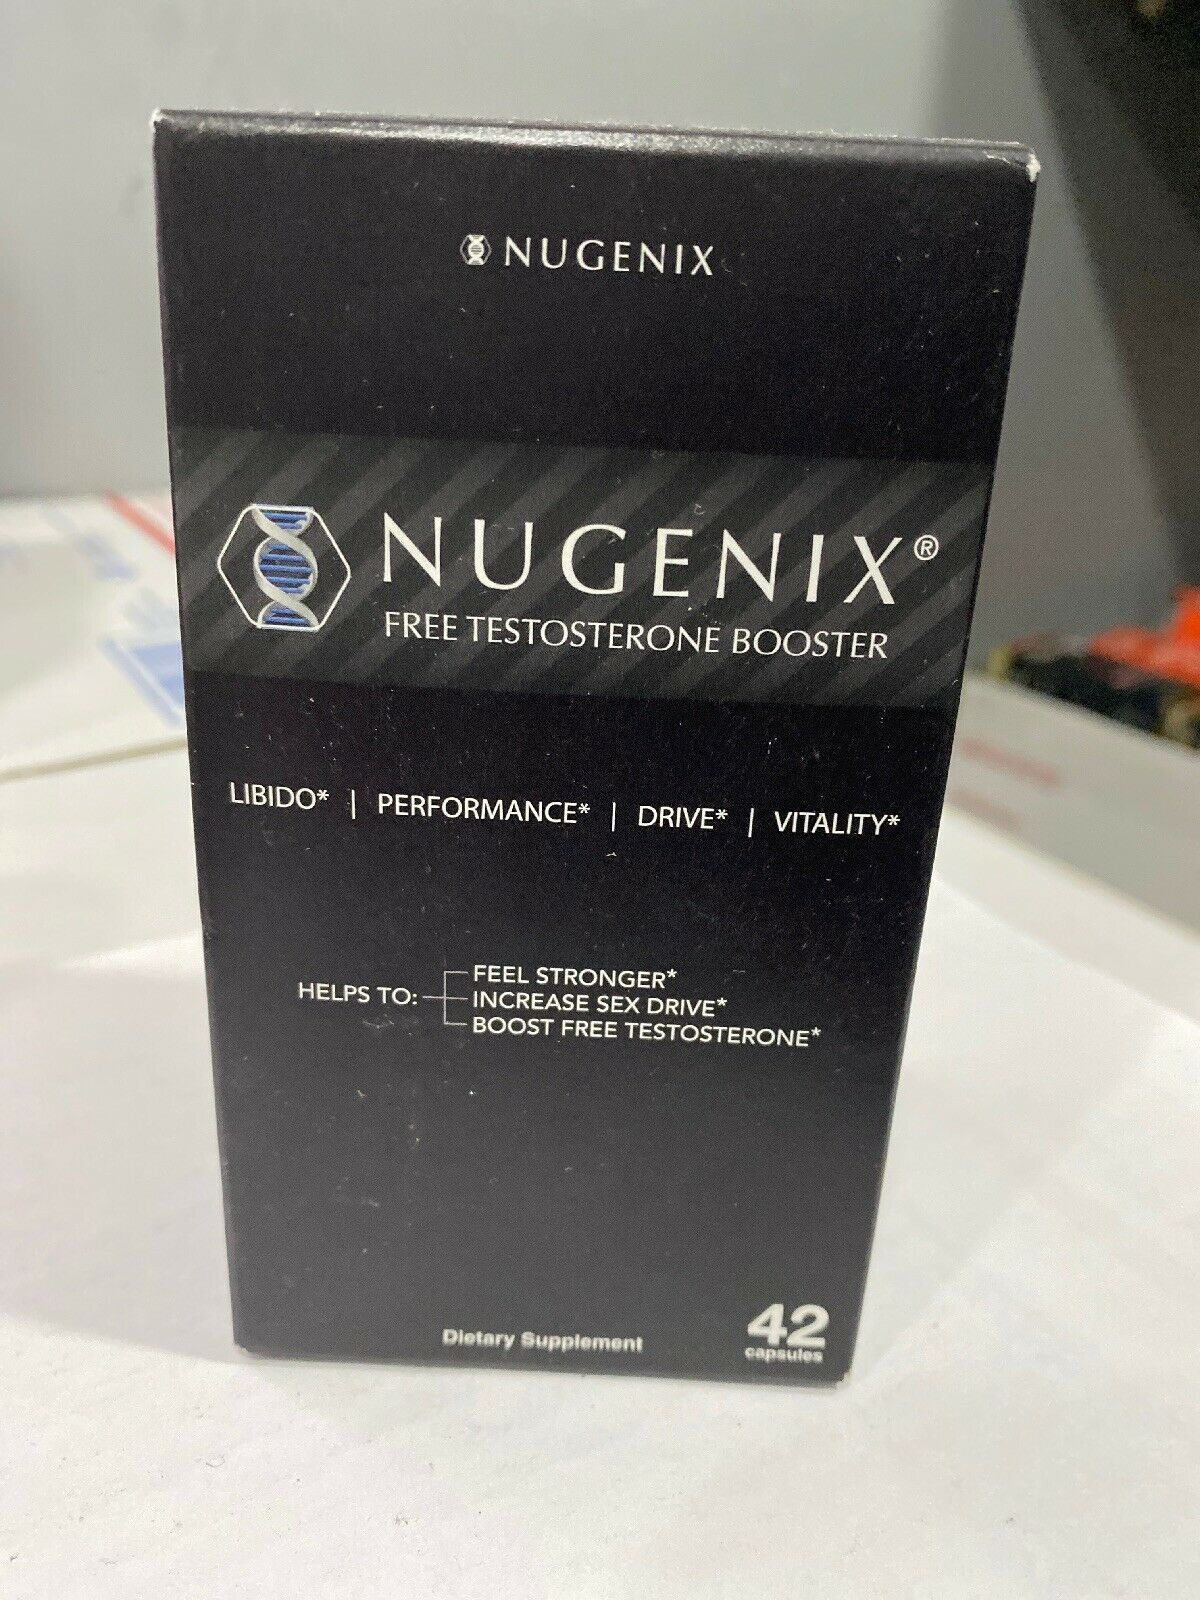 NUGENIX
NUGENIX®
FREE TESTOSTERONE BOOSTER
LIBIDO* | PERFORMANCE* | DRIVE* | VITALITY*
FEEL STRONGER*
HELPS TO: INCREASE SEX DRIVE*
BOOST FREE TESTOSTERONE*
Dietary Supplement
42
capsules